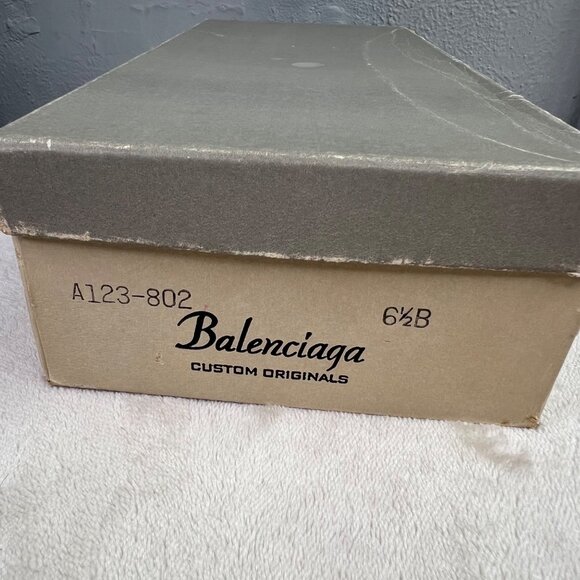 A123-802 6½B
Balenciaga
CUSTOM ORIGINALS